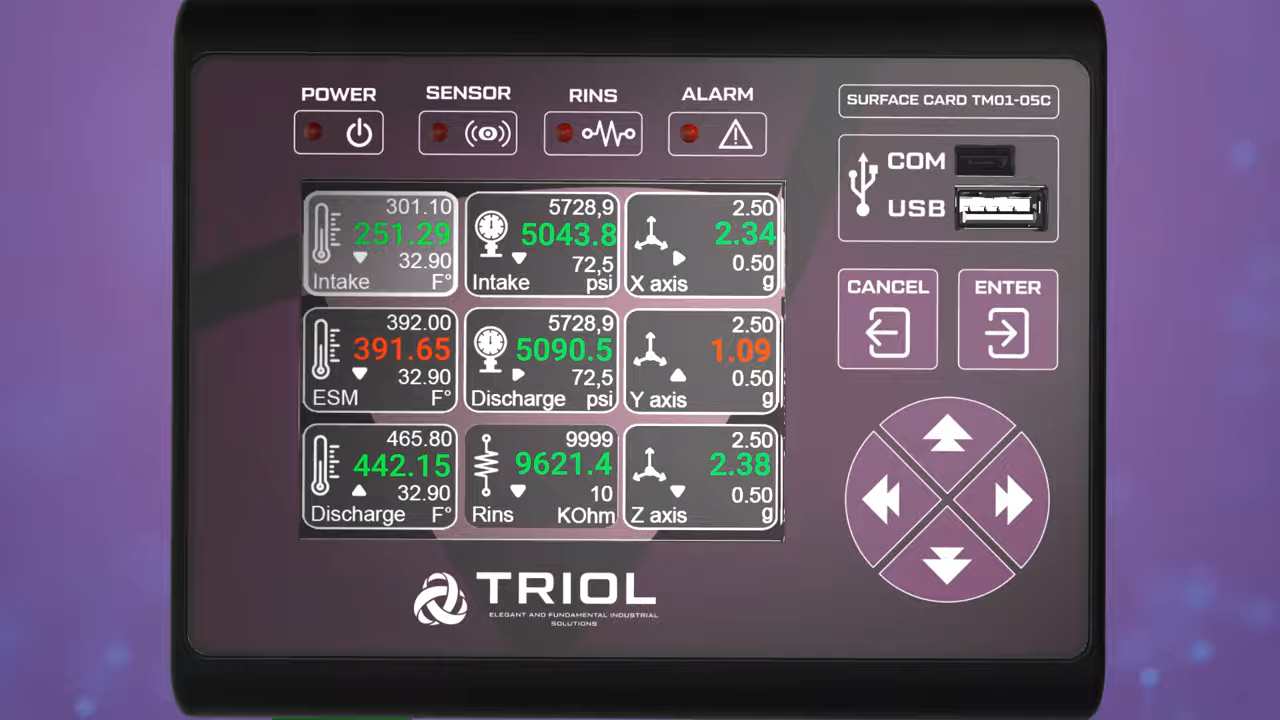 POWER
SENSOR
RINS
ALARM
SURFACE CARD TM01-05C
COM
USB
CANCEL
ENTER
301.10
251.29
32.90
Intake F°
5728,9
5043.8
72,5
Intake psi
2.50
2.34
0.50
X axis g
392.00
391.65
32.90
ESM F°
5728,9
5090.5
72,5
Discharge psi
2.50
1.09
0.50
Y axis g
465.80
442.15
32.90
Discharge F°
9999
9621.4
10
Rins KOhm
2.50
2.38
0.50
Z axis g
TRIOL
ELEGANT AND FUNDAMENTAL INDUSTRIAL
SOLUTIONS